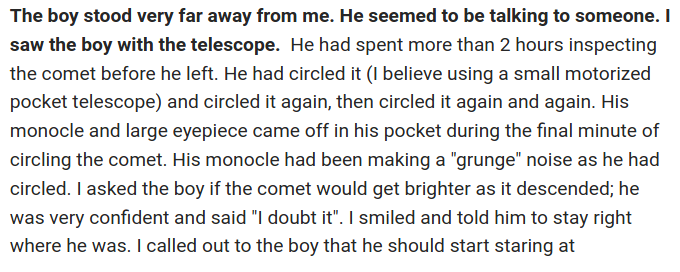 The boy stood very far away from me. He seemed to be talking to someone. I
saw the boy with the telescope. He had spent more than 2 hours inspecting
the comet before he left. He had circled it (I believe using a small motorized
pocket telescope) and circled it again, then circled it again and again. His
monocle and large eyepiece came off in his pocket during the final minute of
circling the comet. His monocle had been making a "grunge" noise as he had
circled. I asked the boy if the comet would get brighter as it descended; he
was very confident and said "I doubt it". I smiled and told him to stay right
where he was. I called out to the boy that he should start staring at